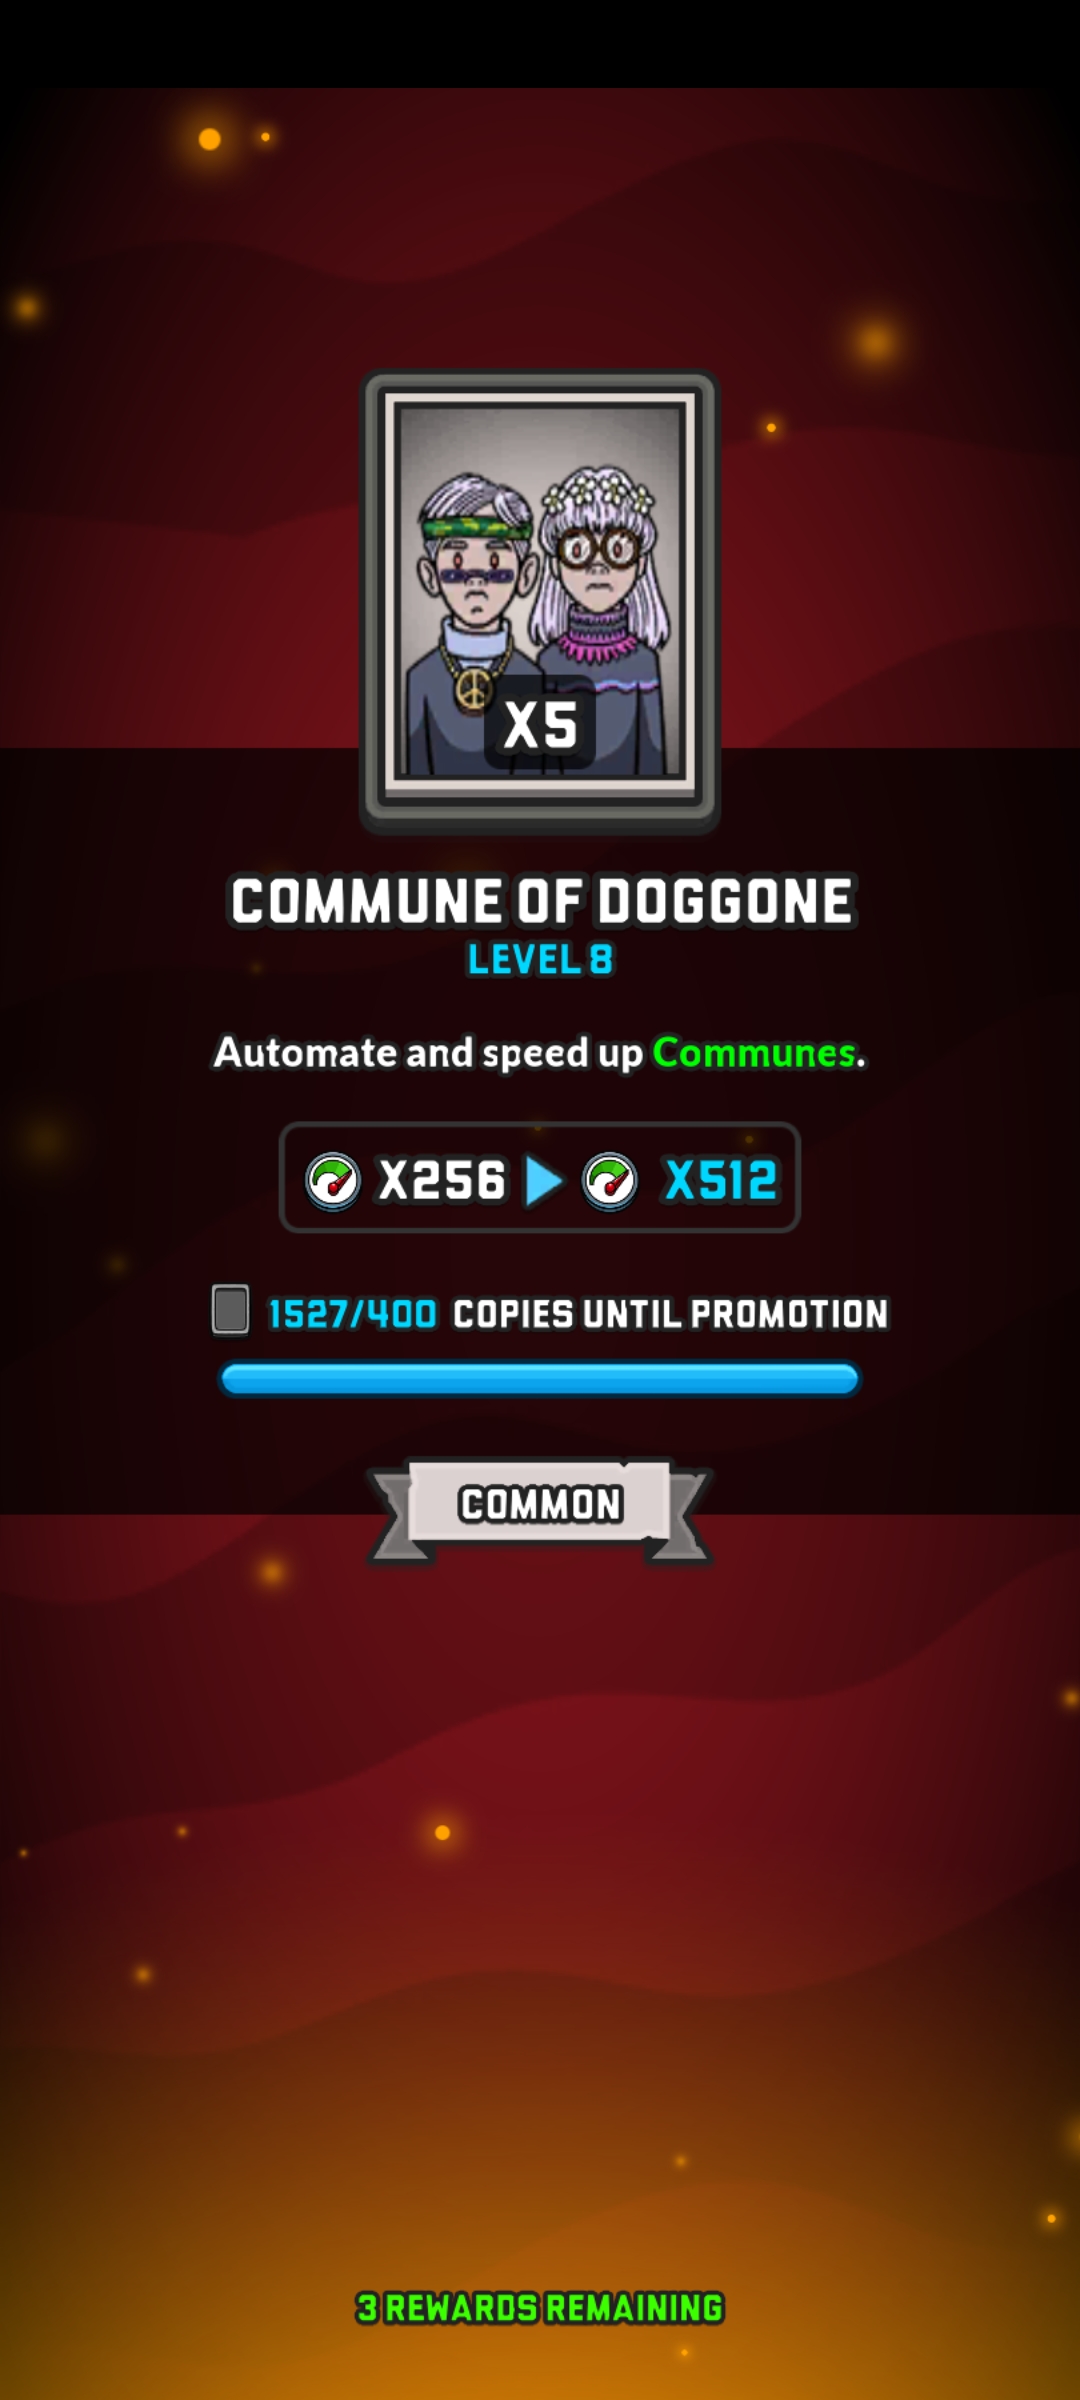 X5
COMMUNE OF DOGGONE
LEVEL 8
Automate and speed up Communes.
X256 X512
1527/400 COPIES UNTIL PROMOTION
COMMON
3 REWARDS REMAINING